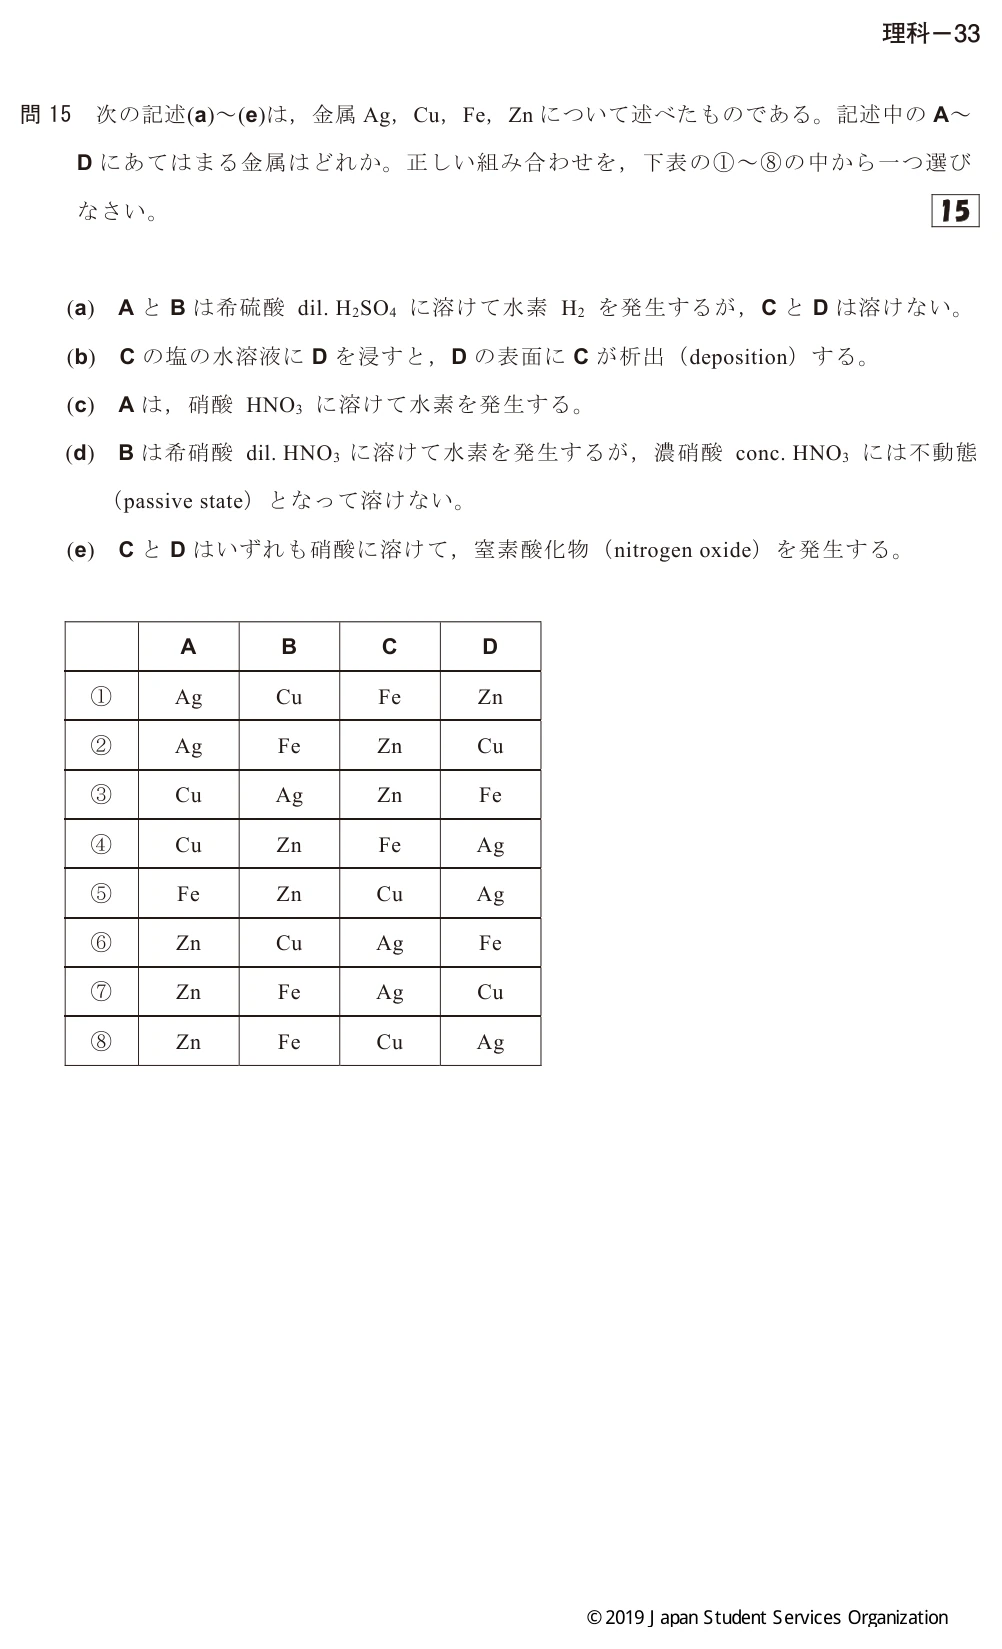 理科－33
問 15　次の記述(a)～(e)は，金属 Ag，Cu，Fe，Zn について述べたものである。記述中の A～
D にあてはまる金属はどれか。正しい組み合わせを，下表の①～⑧の中から一つ選び
なさい。
15
(a)　A と B は希硫酸 dil. H₂SO₄ に溶けて水素 H₂ を発生するが，C と D は溶けない。
(b)　C の塩の水溶液に D を浸すと，D の表面に C が析出（deposition）する。
(c)　A は，硝酸 HNO₃ に溶けて水素を発生する。
(d)　B は希硝酸 dil. HNO₃ に溶けて水素を発生するが，濃硝酸 conc. HNO₃ には不動態
（passive state）となって溶けない。
(e)　C と D はいずれも硝酸に溶けて，窒素酸化物（nitrogen oxide）を発生する。
A B C D
① Ag Cu Fe Zn
② Ag Fe Zn Cu
③ Cu Ag Zn Fe
④ Cu Zn Fe Ag
⑤ Fe Zn Cu Ag
⑥ Zn Cu Ag Fe
⑦ Zn Fe Ag Cu
⑧ Zn Fe Cu Ag
©2019 Japan Student Services Organization